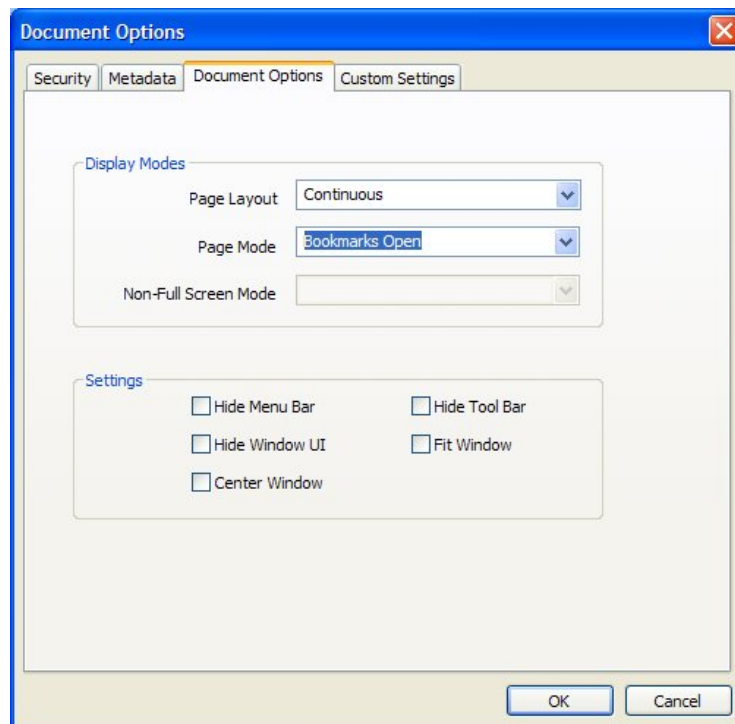 Document Options
Security Metadata Document Options Custom Settings
Display Modes
Page Layout Continuous
Page Mode Bookmarks Open
Non-Full Screen Mode
Settings
Hide Menu Bar Hide Tool Bar
Hide Window UI Fit Window
Center Window
OK Cancel